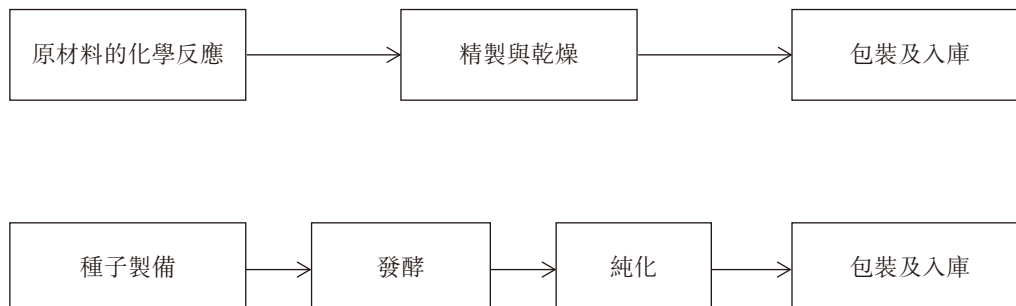 原材料的化學反應
精製與乾燥
包裝及入庫
種子製備
發酵
純化
包裝及入庫